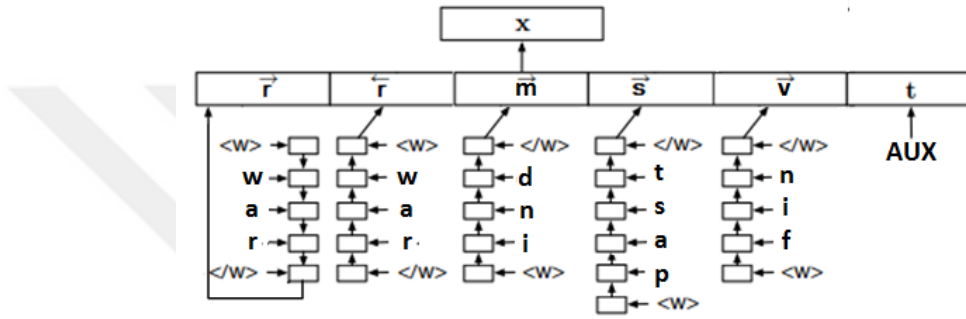 x
→r ←r →m →s →v t
<w> <w> </w> </w> </w> AUX
w w d t n
a a n s i
r r i a f
</w> </w> <w> p <w>
<w>